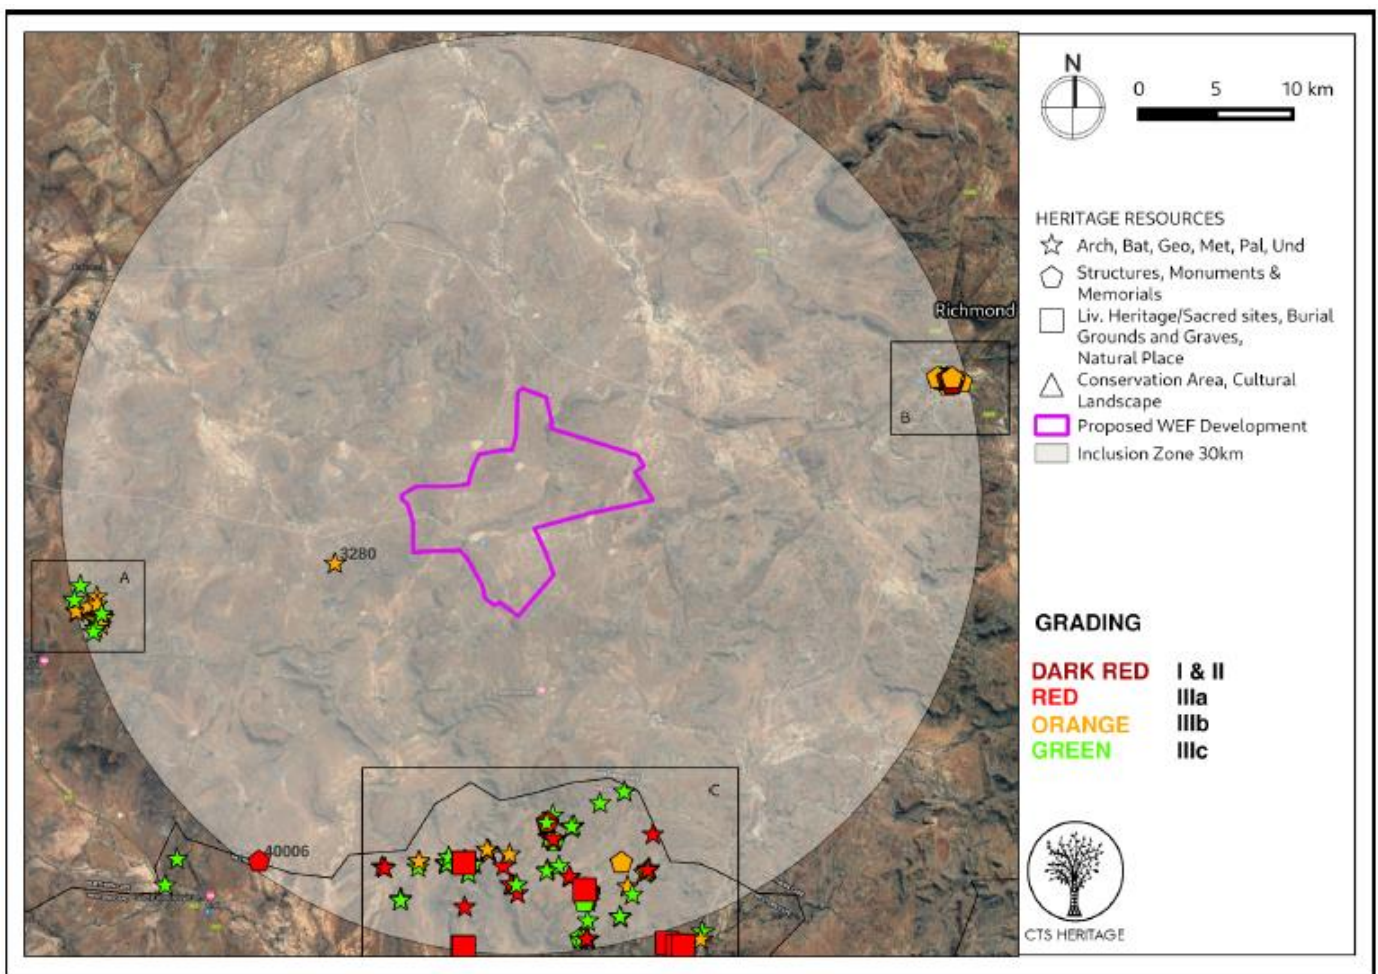 N
0 5 10 km
HERITAGE RESOURCES
Arch, Bat, Geo, Met, Pal, Und
Structures, Monuments &
Memorials
Liv. Heritage/Sacred sites, Burial
Grounds and Graves,
Natural Place
Conservation Area, Cultural
Landscape
Proposed WEF Development
Inclusion Zone 30km
GRADING
DARK RED I & II
RED IIIa
ORANGE IIIb
GREEN IIIc
CTS HERITAGE
Richmond
B
3280
A
C
40006